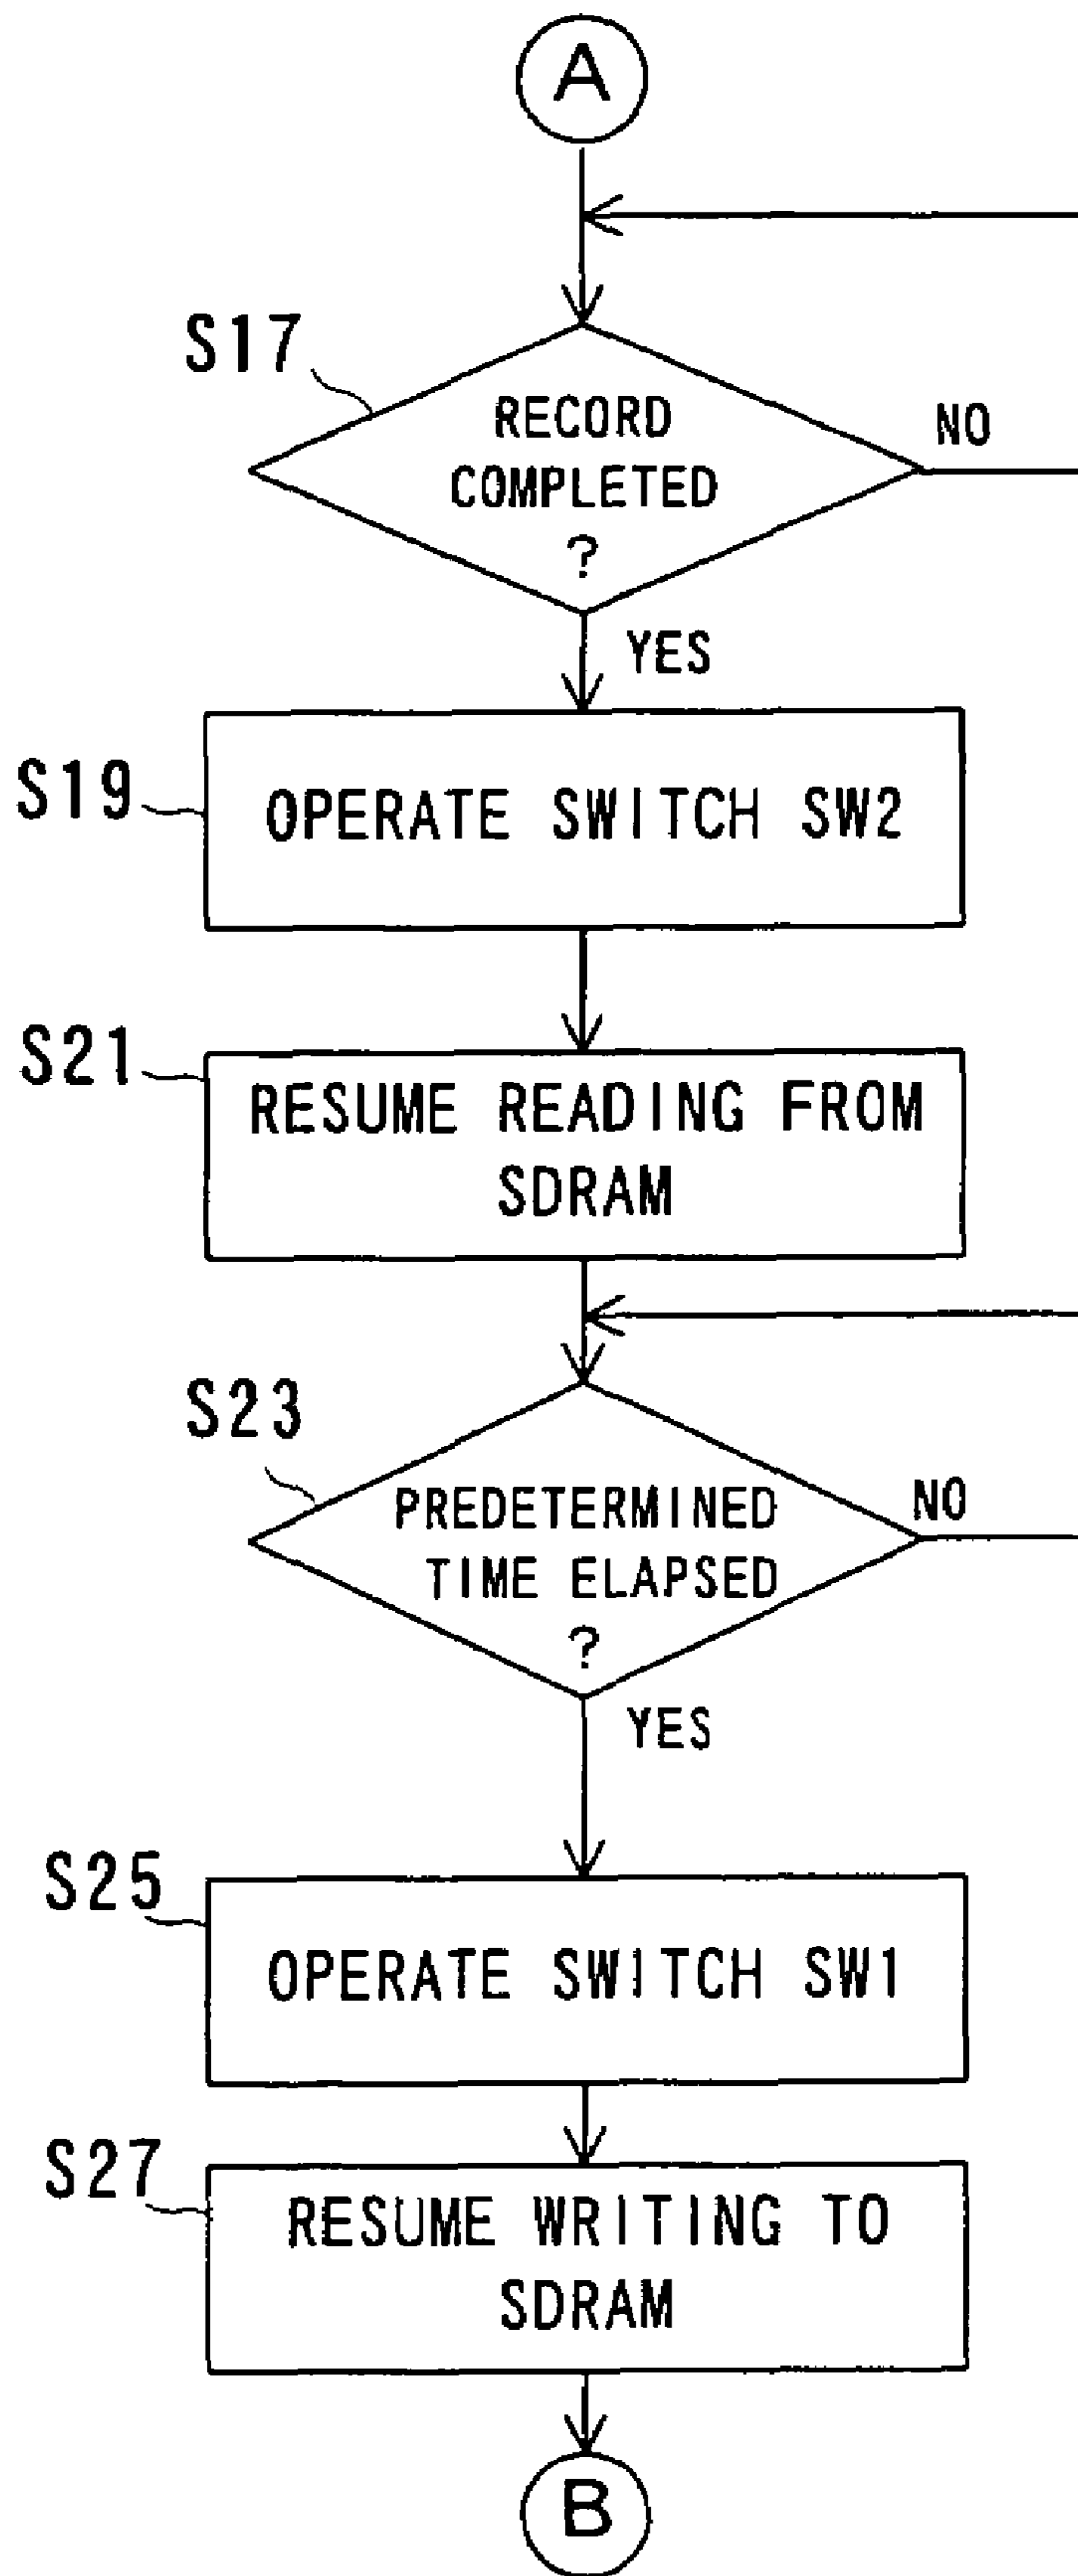 A
S17
RECORD
COMPLETED
?
NO
YES
S19
OPERATE SWITCH SW2
S21
RESUME READING FROM
SDRAM
S23
PREDETERMINED
TIME ELAPSED
?
NO
YES
S25
OPERATE SWITCH SW1
S27
RESUME WRITING TO
SDRAM
B